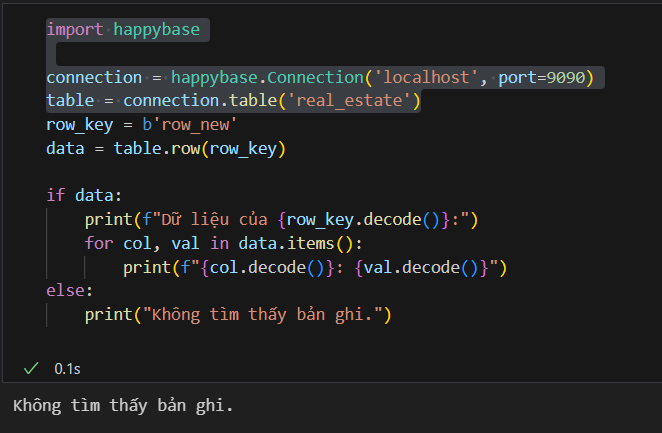 import happybase
connection = happybase.Connection('localhost', port=9090)
table = connection.table('real_estate')
row_key = b'row_new'
data = table.row(row_key)
if data:
print(f"Dữ liệu của {row_key.decode()}:")
for col, val in data.items():
print(f"{col.decode()}: {val.decode()}")
else:
print("Không tìm thấy bản ghi.")
0.1s
Không tìm thấy bản ghi.